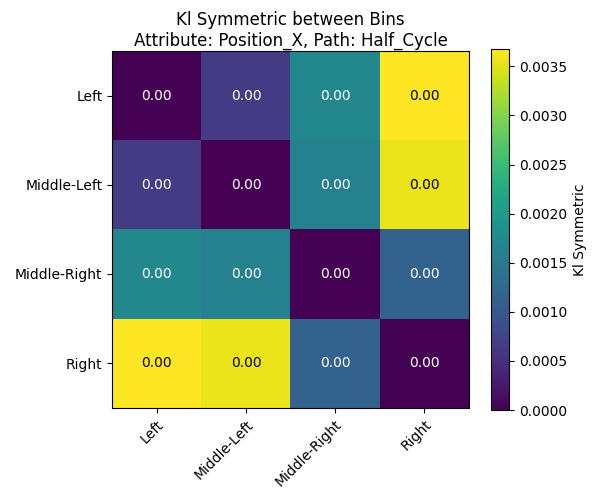 Kl Symmetric between Bins
Attribute: Position_X, Path: Half_Cycle
Left
0.00 0.00 0.00 0.00
Middle-Left
0.00 0.00 0.00 0.00
Middle-Right
0.00 0.00 0.00 0.00
Right
0.00 0.00 0.00 0.00
Left
Middle-Left
Middle-Right
Right
0.0035
0.0030
0.0025
0.0020
0.0015
0.0010
0.0005
0.0000
Kl Symmetric